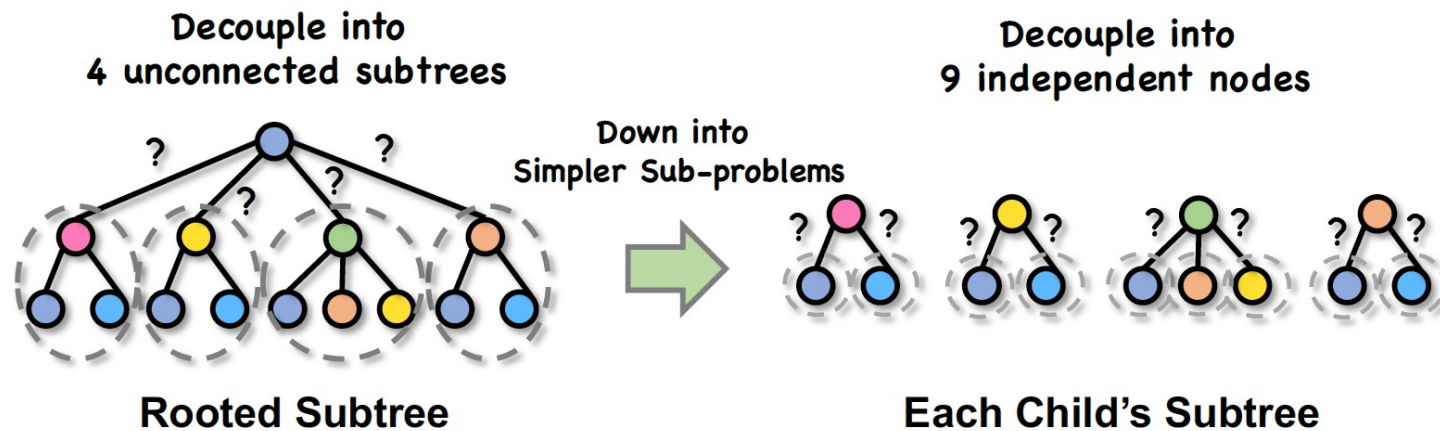 Decouple into
4 unconnected subtrees
? ? ? ?
Rooted Subtree
Down into
Simpler Sub-problems
Decouple into
9 independent nodes
? ? ? ? ? ? ? ?
Each Child's Subtree